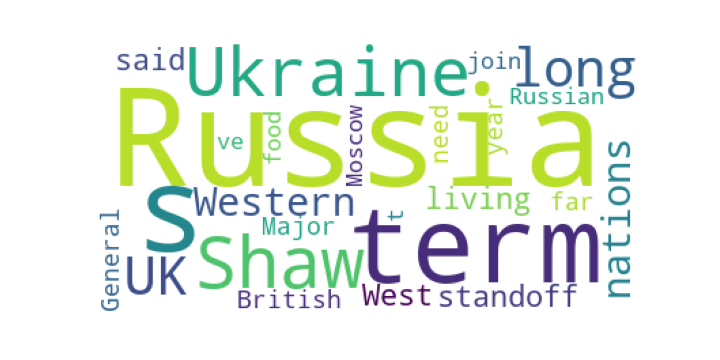 said Ukraine join long
Russia
Russian
ve food Moscow need year
s Western living far nations
General UK Shaw Major t term
British West standoff